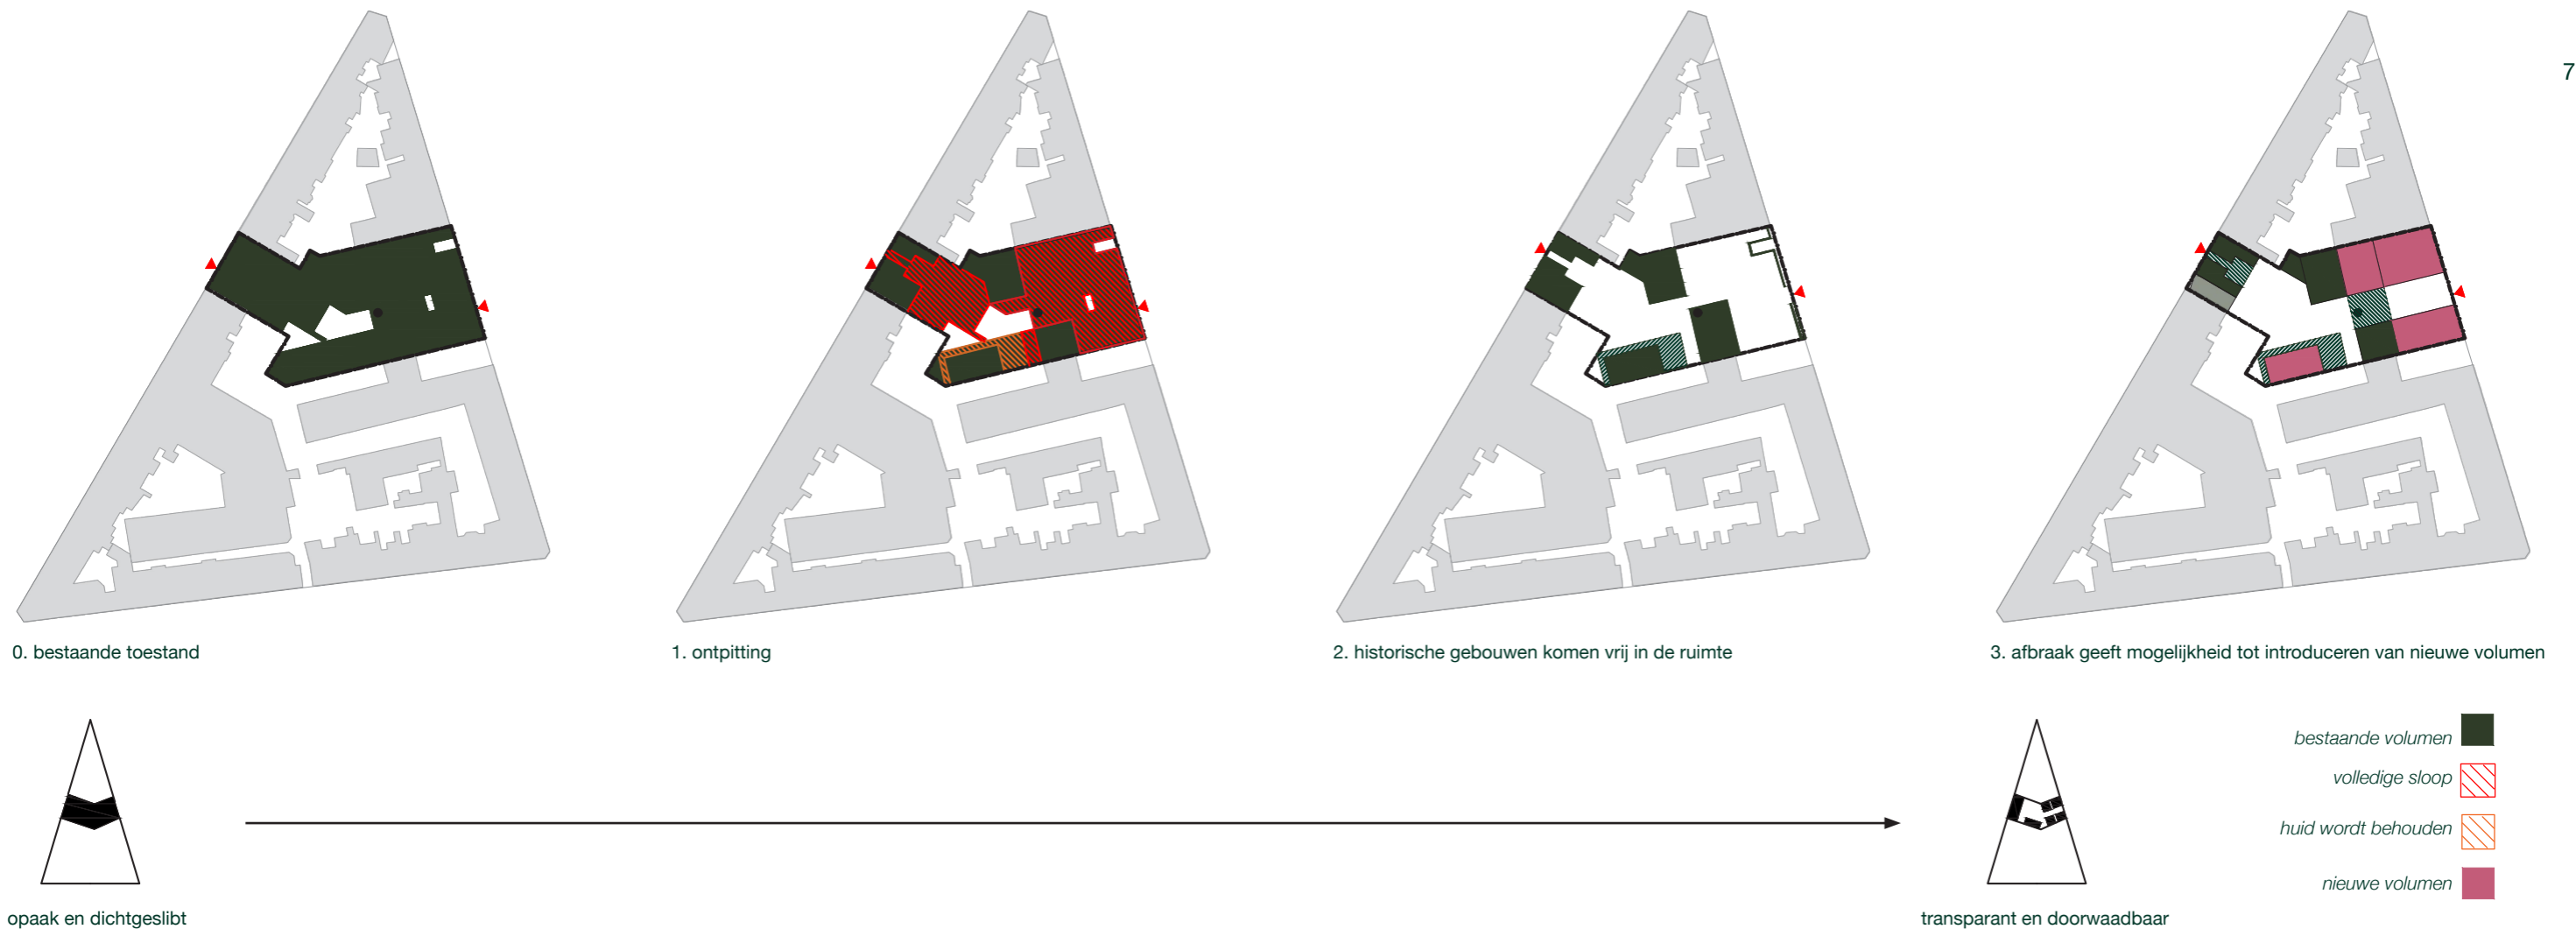 7
0. bestaande toestand
1. ontpitting
2. historische gebouwen komen vrij in de ruimte
3. afbraak geeft mogelijkheid tot introduceren van nieuwe volumen
bestaande volumen
volledige sloop
huid wordt behouden
nieuwe volumen
opaak en dichtgeslibt
transparant en doorwaadbaar